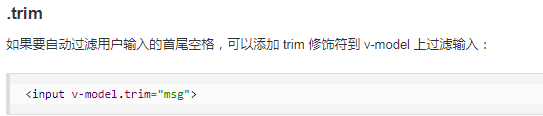 .trim
如果要自动过滤用户输入的首尾空格，可以添加 trim 修饰符到 v-model 上过滤输入：
<input v-model.trim="msg">